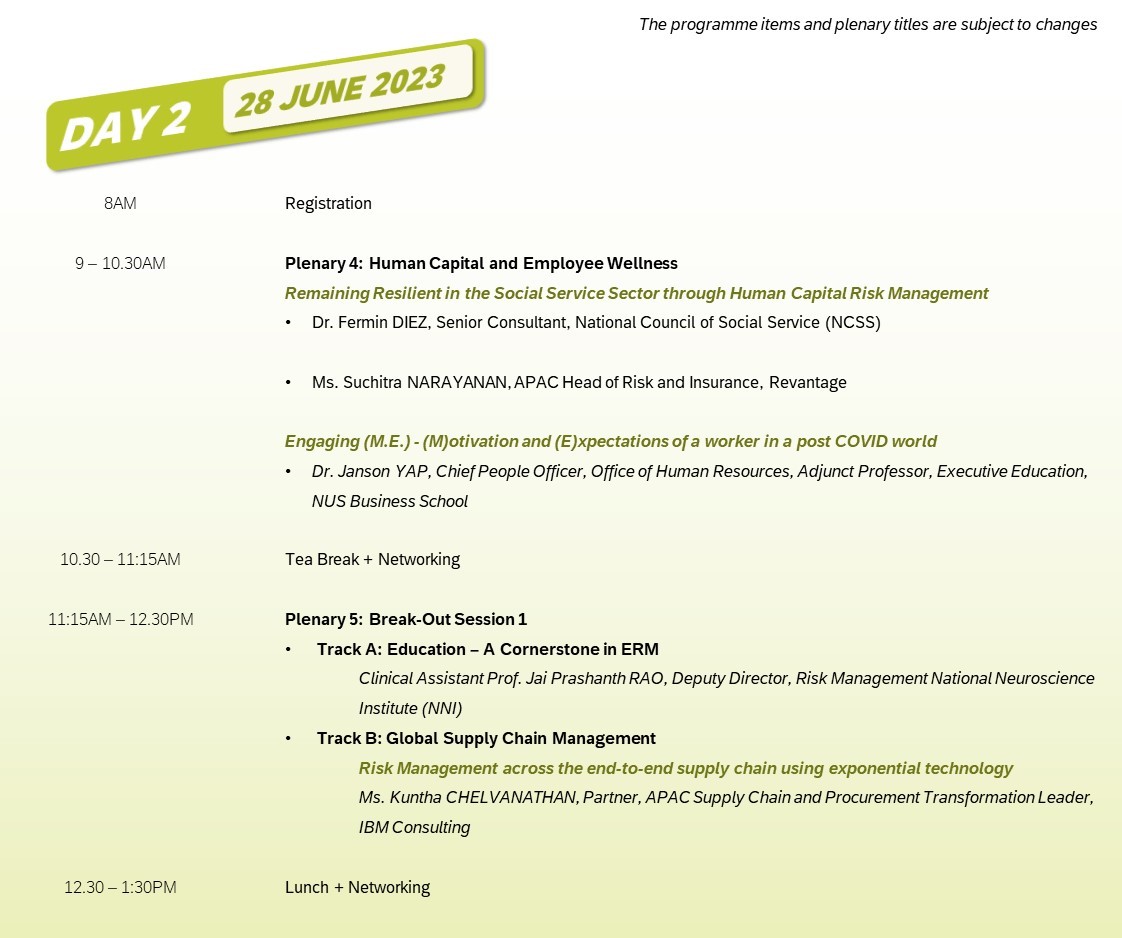 The programme items and plenary titles are subject to changes
DAY 2 28 JUNE 2023
8AM Registration
9 – 10.30AM Plenary 4: Human Capital and Employee Wellness
Remaining Resilient in the Social Service Sector through Human Capital Risk Management
• Dr. Fermin DIEZ, Senior Consultant, National Council of Social Service (NCSS)
• Ms. Suchitra NARAYANAN, APAC Head of Risk and Insurance, Revantage
Engaging (M.E.) - (M)otivation and (E)xpectations of a worker in a post COVID world
• Dr. Janson YAP, Chief People Officer, Office of Human Resources, Adjunct Professor, Executive Education,
NUS Business School
10.30 – 11:15AM Tea Break + Networking
11:15AM – 12.30PM Plenary 5: Break-Out Session 1
• Track A: Education – A Cornerstone in ERM
Clinical Assistant Prof. Jai Prashanth RAO, Deputy Director, Risk Management National Neuroscience
Institute (NNI)
• Track B: Global Supply Chain Management
Risk Management across the end-to-end supply chain using exponential technology
Ms. Kuntha CHELVANATHAN, Partner, APAC Supply Chain and Procurement Transformation Leader,
IBM Consulting
12.30 – 1:30PM Lunch + Networking